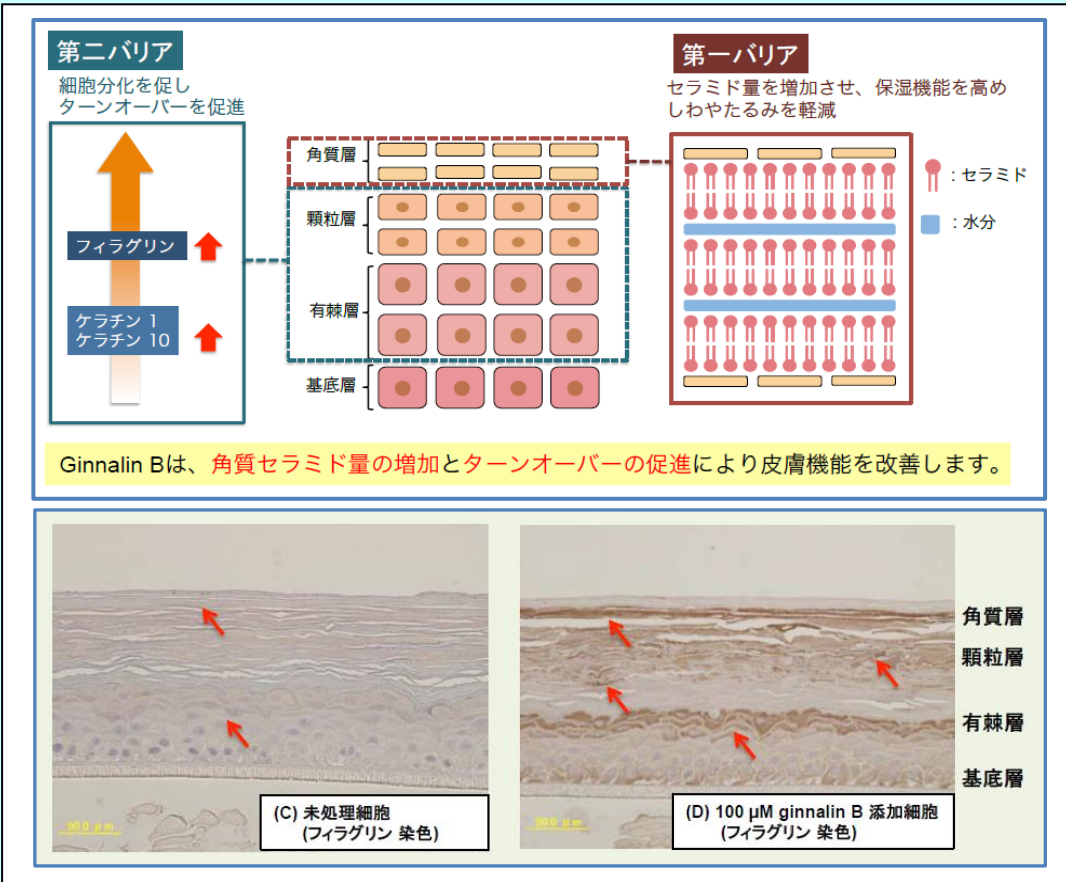 第二バリア
細胞分化を促し
ターンオーバーを促進
フィラグリン
ケラチン 1
ケラチン 10
角質層
顆粒層
有棘層
基底層
第一バリア
セラミド量を増加させ、保湿機能を高め
しわやたるみを軽減
：セラミド
：水分
Ginnalin Bは、角質セラミド量の増加とターンオーバーの促進により皮膚機能を改善します。
50.0 µm
(C) 未処理細胞
(フィラグリン 染色)
50.0 µm
(D) 100 µM ginnalin B 添加細胞
(フィラグリン 染色)
角質層
顆粒層
有棘層
基底層